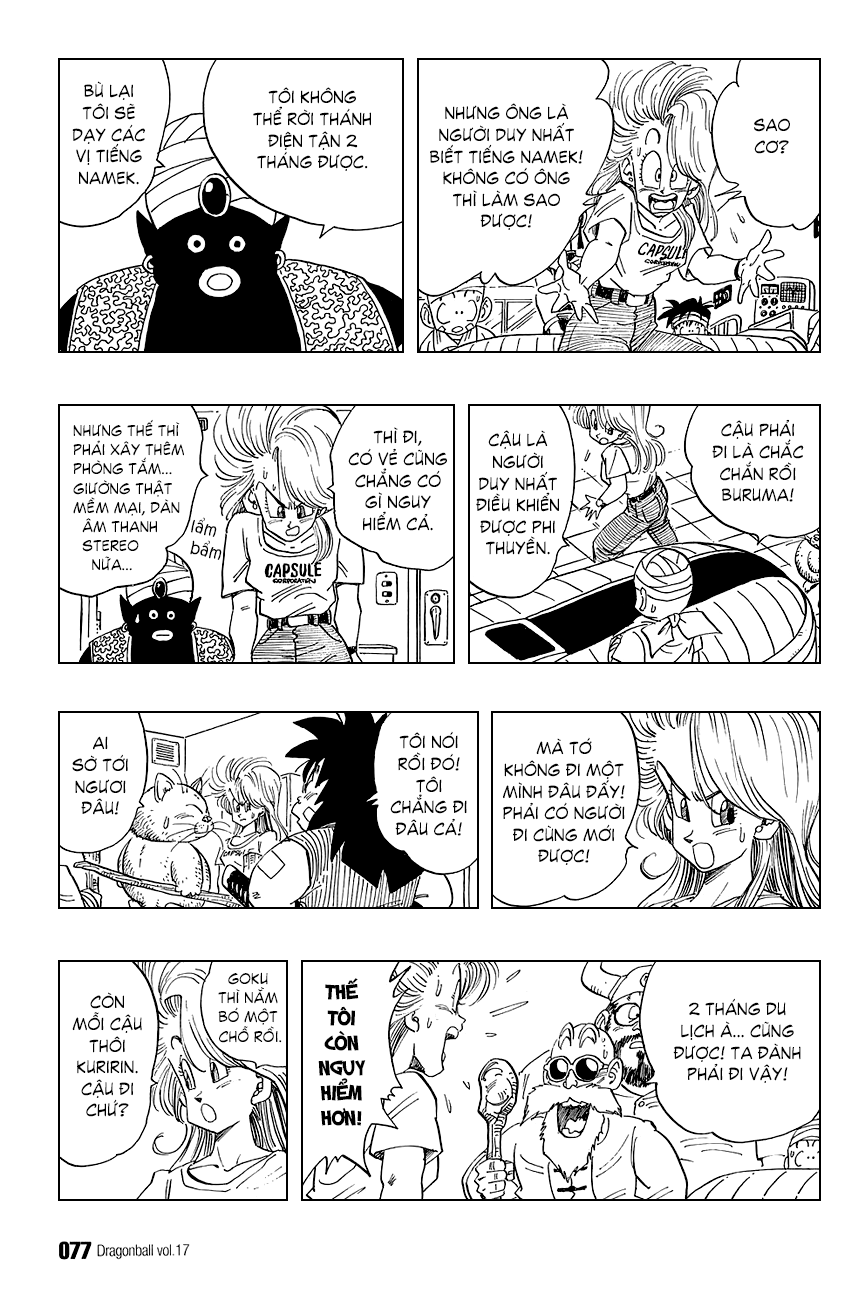 SAO
CƠ?
NHƯNG ÔNG LÀ
NGƯỜI DUY NHẤT
BIẾT TIẾNG NAMEK!
KHÔNG CÓ ÔNG
THÌ LÀM SAO
ĐƯỢC!
CAPSULE
CORPORATION
TÔI KHÔNG
THỂ RỜI THÁNH
ĐIỆN TẬN 2
THÁNG ĐƯỢC.
BÙ LẠI
TÔI SẼ
DẠY CÁC
VỊ TIẾNG
NAMEK.
CẬU PHẢI
ĐI LÀ CHẮC
CHẮN RỒI
BURUMA!
CẬU LÀ
NGƯỜI
DUY NHẤT
ĐIỀU KHIỂN
ĐƯỢC PHI
THUYỀN.
THÌ ĐI,
CÓ VẺ CŨNG
CHẲNG CÓ
GÌ NGUY
HIỂM CẢ.
NHƯNG THẾ THÌ
PHẢI XÂY THÊM
PHÒNG TẮM...
GIƯỜNG THẬT
MỀM MẠI, DÀN
ÂM THANH
STEREO
NỮA...
lẩm
bẩm
CAPSULE
CORPORATION
MÀ TỚ
KHÔNG ĐI MỘT
MÌNH ĐÂU ĐẤY!
PHẢI CÓ NGƯỜI
ĐI CÙNG MỚI
ĐƯỢC!
TÔI NÓI
RỒI ĐÓ!
TÔI
CHẲNG ĐI
ĐÂU CẢ!
AI
SỜ TỚI
NGƯƠI
ĐÂU!
CAPSULE
2 THÁNG DU
LỊCH À... CŨNG
ĐƯỢC! TA ĐÀNH
PHẢI ĐI VẬY!
THẾ
TÔI
CÒN
NGUY
HIỂM
HƠN!
GOKU
THÌ NẰM
BÓ MỘT
CHỖ RỒI.
CÒN
MỖI CẬU
THÔI
KURIRIN.
CẬU ĐI
CHỨ?
077 Dragonball vol.17